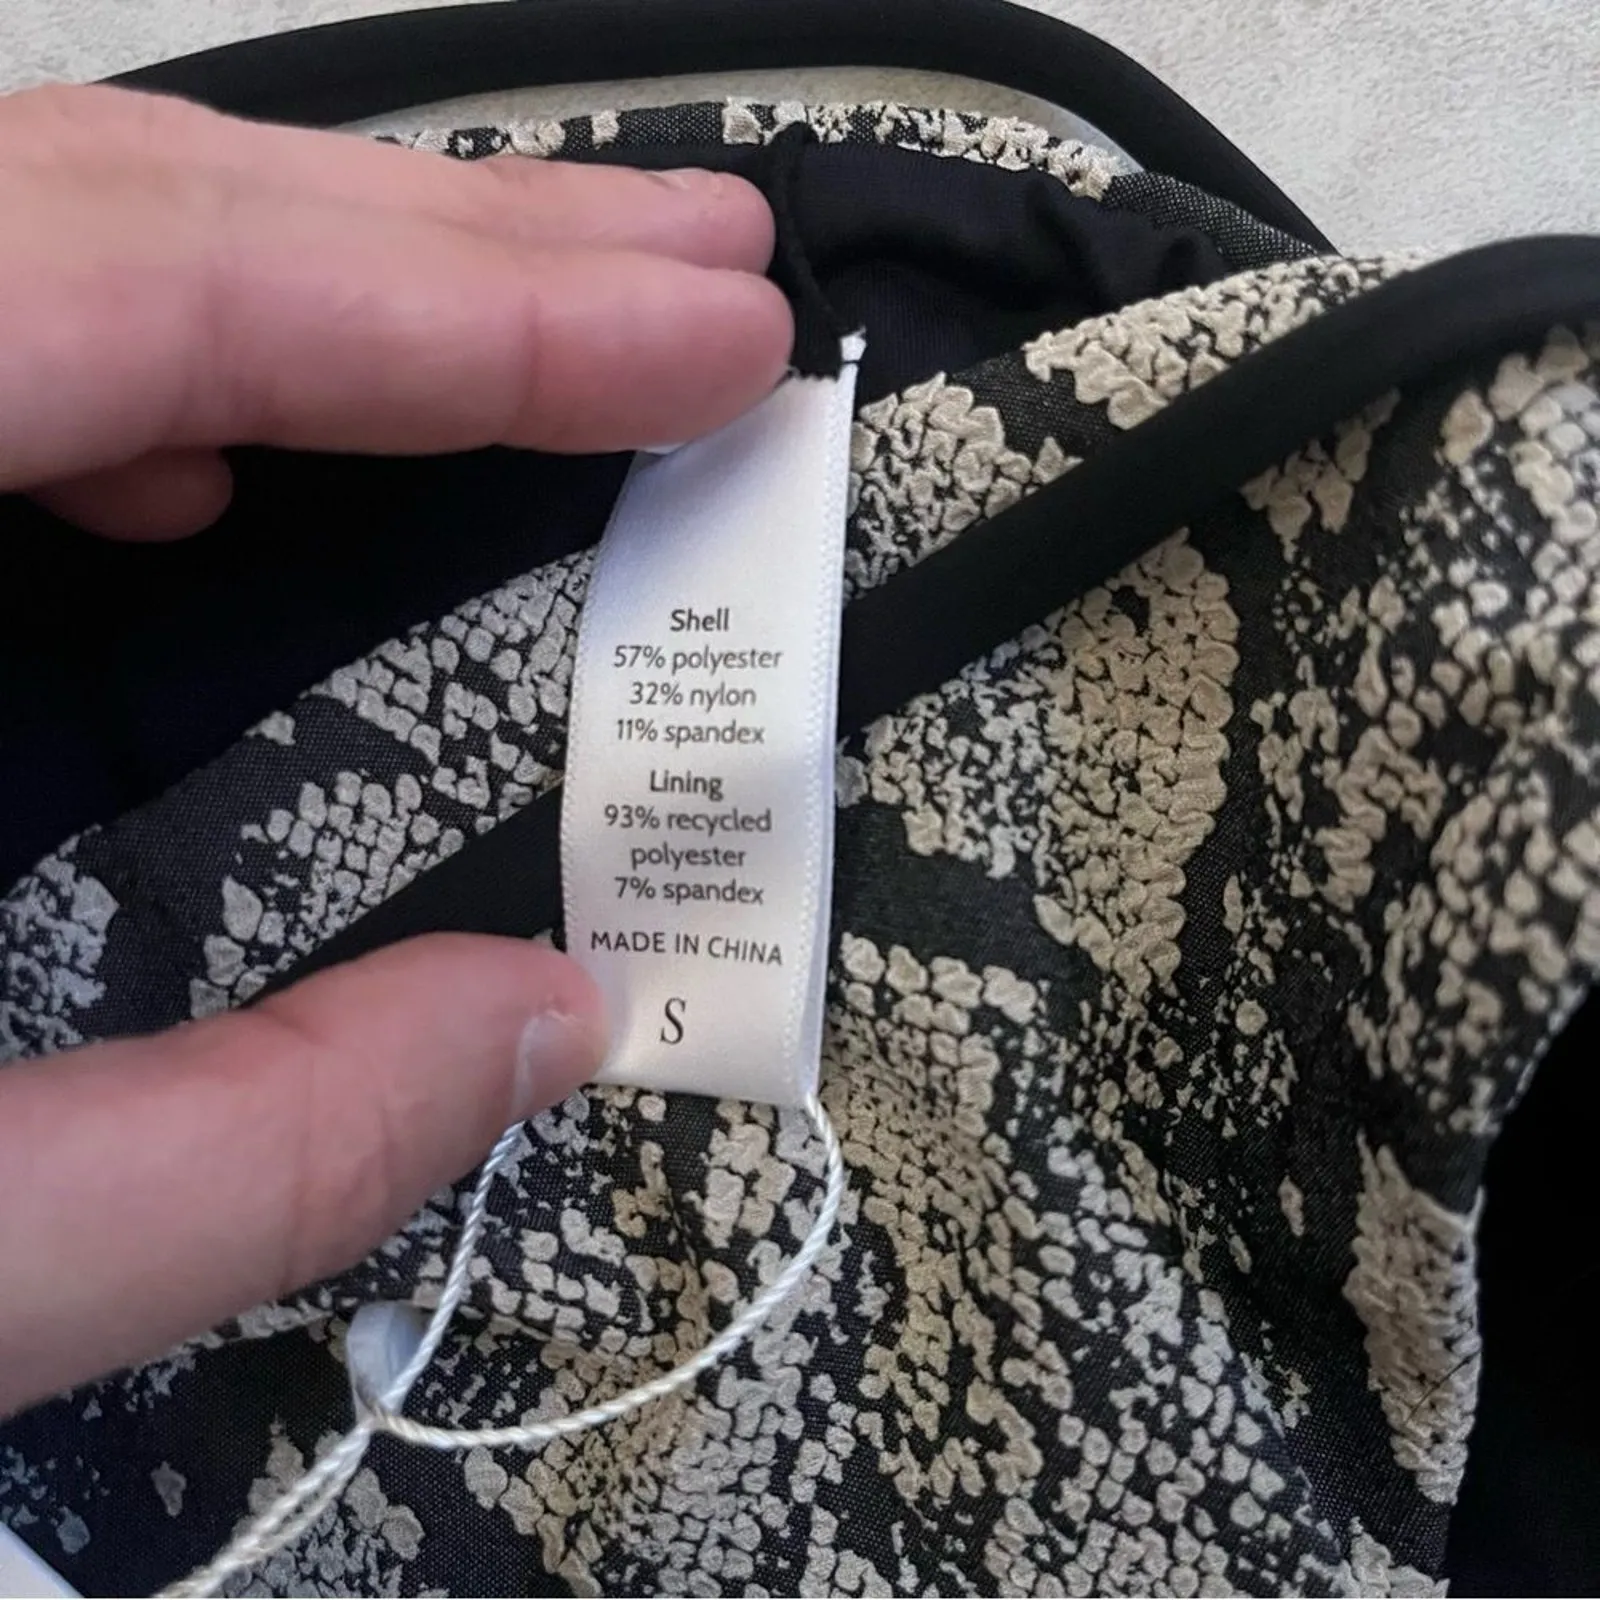 Shell
57% polyester
32% nylon
11% spandex
Lining
93% recycled
polyester
7% spandex
MADE IN CHINA
S